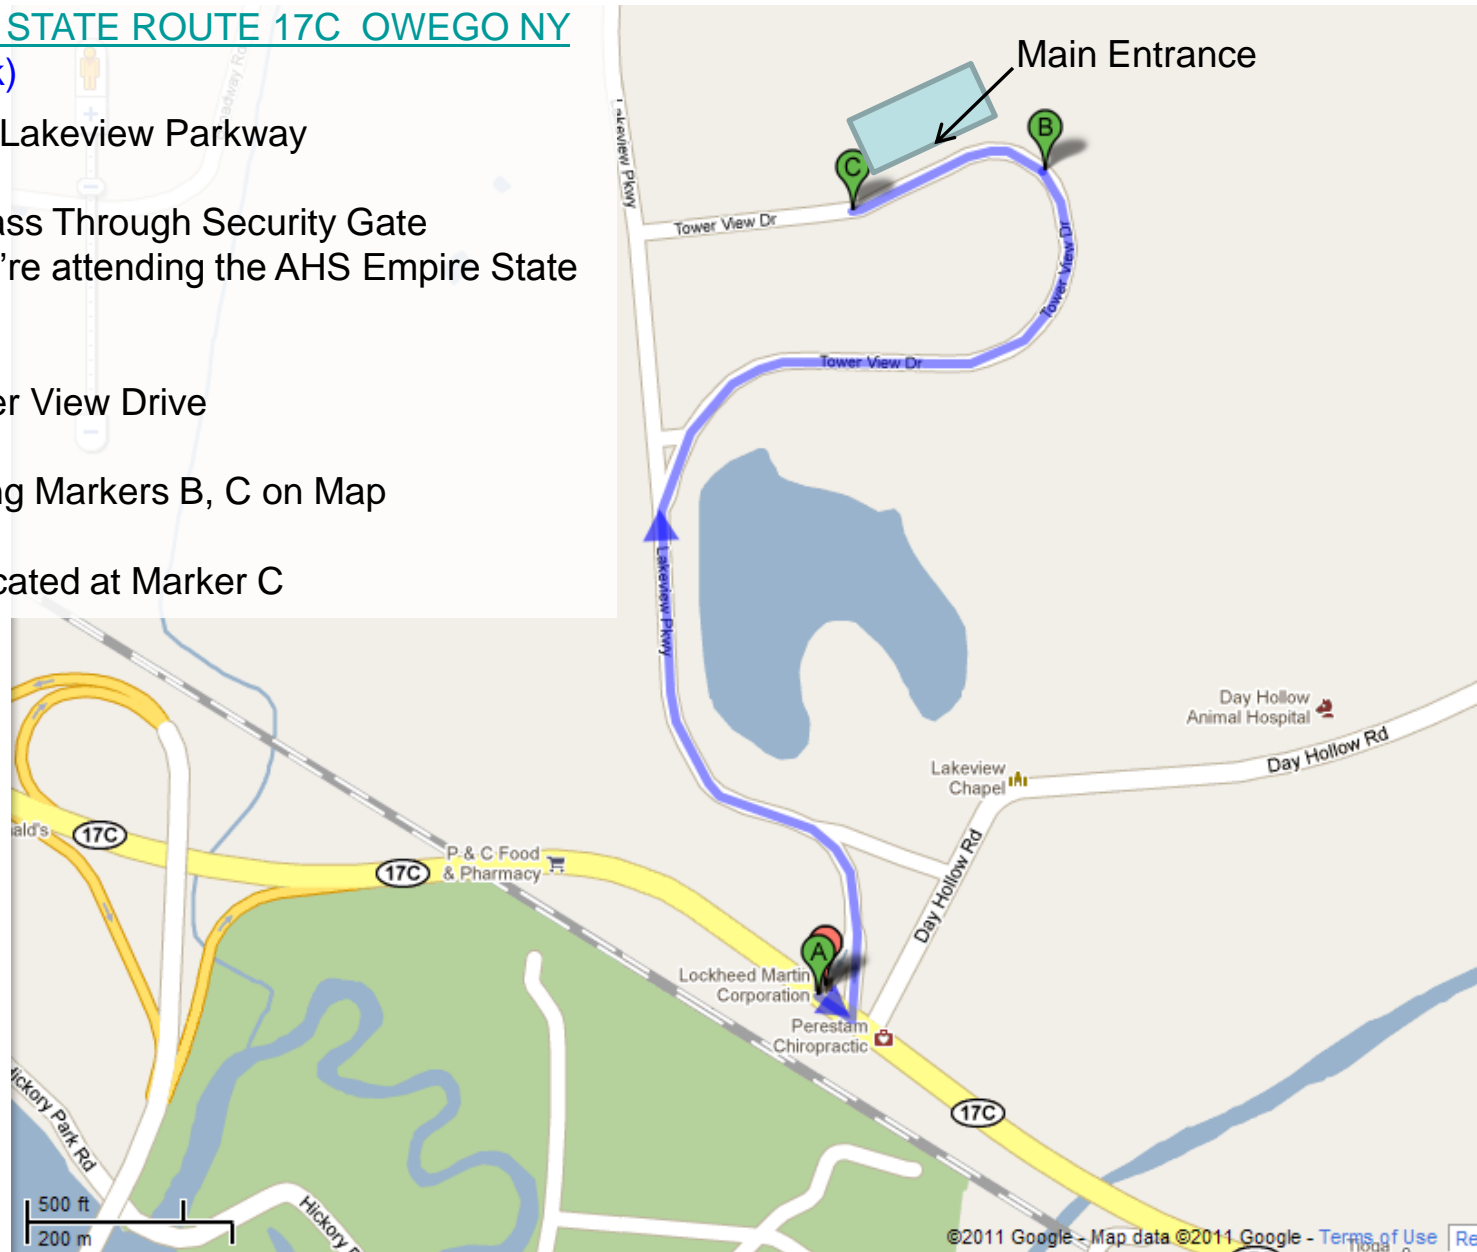 STATE ROUTE 17C OWEGO NY
k)
Lakeview Parkway
ass Through Security Gate
're attending the AHS Empire State
er View Drive
ng Markers B, C on Map
cated at Marker C
Main Entrance
B
C
Lakeview Pkwy
Tower View Dr
Tower View Dr
Tower View Dr
Lakeview Pkwy
Day Hollow
Animal Hospital
Day Hollow Rd
Lakeview
Chapel
Day Hollow Rd
ald's
17C
17C
P & C Food
& Pharmacy
A
Lockheed Martin
Corporation
Perestam
Chiropractic
17C
Hickory Park Rd
Hickory
500 ft
200 m
©2011 Google - Map data ©2011 Google - Terms of Use
Re